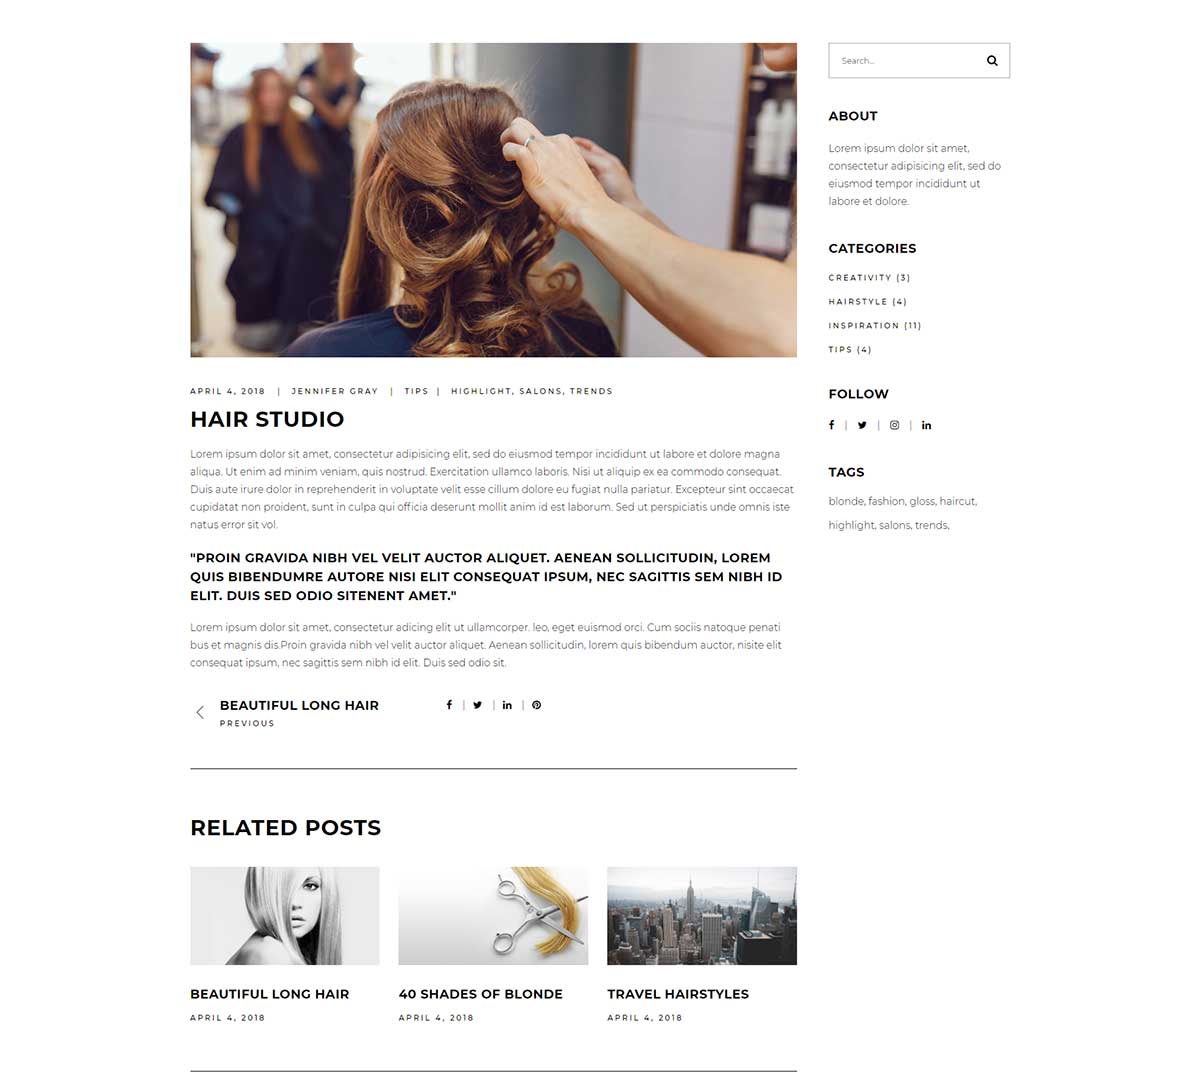 Search...
ABOUT
Lorem ipsum dolor sit amet,
consectetur adipisicing elit, sed do
eiusmod tempor incididunt ut
labore et dolore.
CATEGORIES
CREATIVITY (3)
HAIRSTYLE (4)
INSPIRATION (11)
TIPS (4)
FOLLOW
TAGS
blonde, fashion, gloss, haircut,
highlight, salons, trends,
APRIL 4, 2018 | JENNIFER GRAY | TIPS | HIGHLIGHT, SALONS, TRENDS
HAIR STUDIO
Lorem ipsum dolor sit amet, consectetur adipisicing elit, sed do eiusmod tempor incididunt ut labore et dolore magna
aliqua. Ut enim ad minim veniam, quis nostrud. Exercitation ullamco laboris. Nisi ut aliquip ex ea commodo consequat.
Duis aute irure dolor in reprehenderit in voluptate velit esse cillum dolore eu fugiat nulla pariatur. Excepteur sint occaecat
cupidatat non proident, sunt in culpa qui officia deserunt mollit anim id est laborum. Sed ut perspiciatis unde omnis iste
natus error sit vol.
"PROIN GRAVIDA NIBH VEL VELIT AUCTOR ALIQUET. AENEAN SOLLICITUDIN, LOREM
QUIS BIBENDUMRE AUTORE NISI ELIT CONSEQUAT IPSUM, NEC SAGITTIS SEM NIBH ID
ELIT. DUIS SED ODIO SITENENT AMET."
Lorem ipsum dolor sit amet, consectetur adicing elit ut ullamcorper. leo, eget euismod orci. Cum sociis natoque penati
bus et magnis dis.Proin gravida nibh vel velit auctor aliquet. Aenean sollicitudin, lorem quis bibendum auctor, nisite elit
consequat ipsum, nec sagittis sem nibh id elit. Duis sed odio sit.
BEAUTIFUL LONG HAIR
PREVIOUS
RELATED POSTS
BEAUTIFUL LONG HAIR
APRIL 4, 2018
40 SHADES OF BLONDE
APRIL 4, 2018
TRAVEL HAIRSTYLES
APRIL 4, 2018